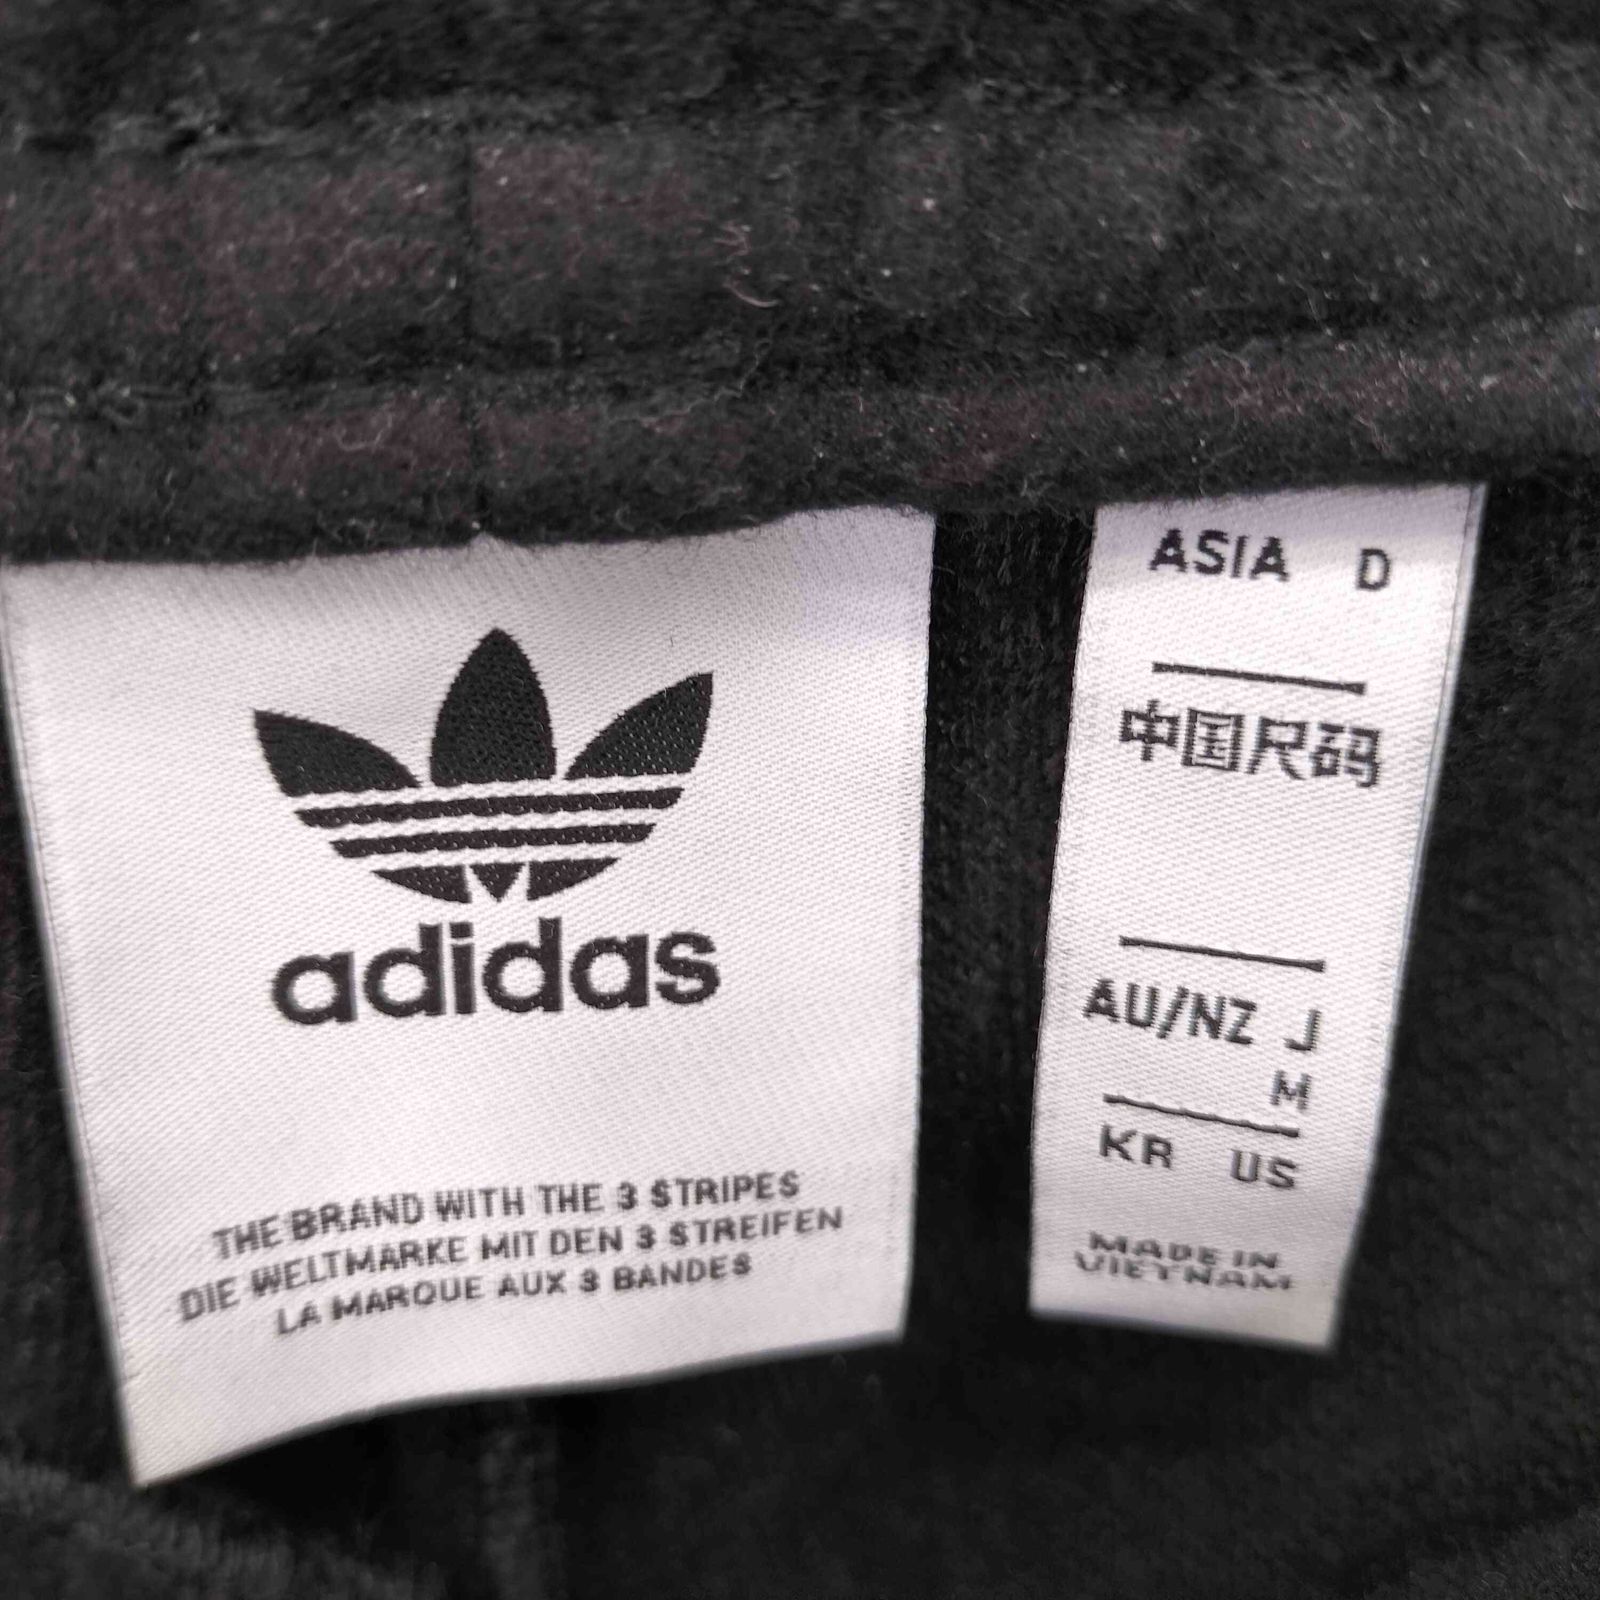 adidas
THE BRAND WITH THE 3 STRIPES
DIE WELTMARKE MIT DEN 3 STREIFEN
LA MARQUE AUX 3 BANDES
ASIA D
中国尺码
AU/NZ J
M
KR US
MADE IN
VIETNAM